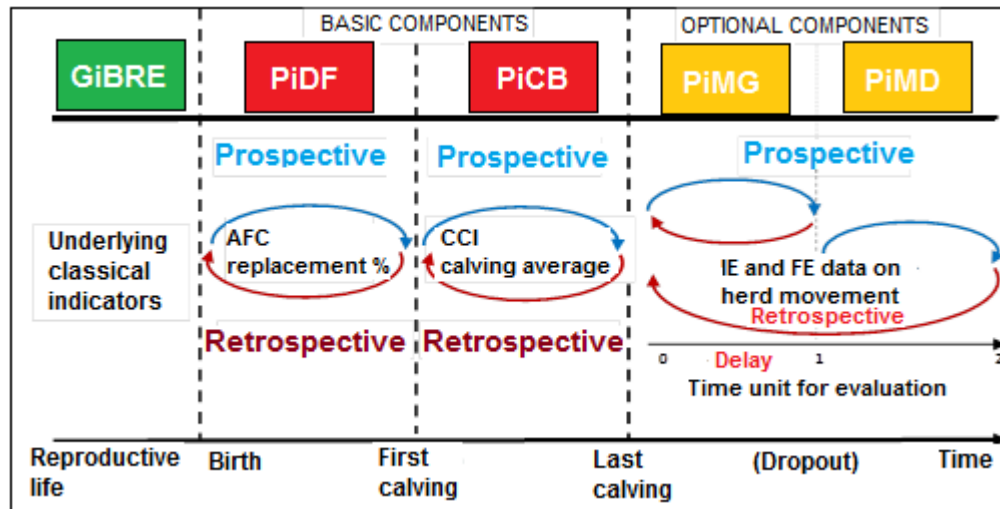 BASIC COMPONENTS
OPTIONAL COMPONENTS
GiBRE
PiDF
PiCB
PiMG
PiMD
Prospective
Prospective
Prospective
Underlying
classical
indicators
AFC
replacement %
CCI
calving average
IE and FE data on
herd movement
Retrospective
Retrospective
Retrospective
0
Delay
1
2
Time unit for evaluation
Reproductive
life
Birth
First
calving
Last
calving
(Dropout)
Time